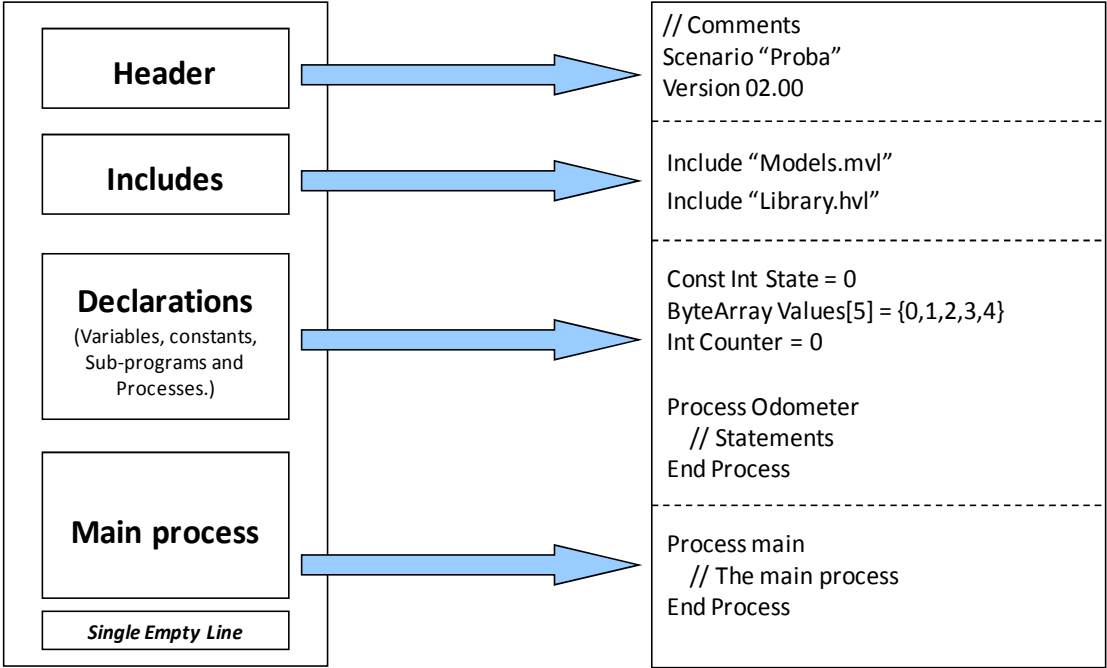 Header
Includes
Declarations
(Variables, constants,
Sub-programs and
Processes.)
Main process
Single Empty Line
// Comments
Scenario “Proba”
Version 02.00
Include “Models.mvl”
Include “Library.hvl”
Const Int State = 0
ByteArray Values[5] = {0,1,2,3,4}
Int Counter = 0
Process Odometer
// Statements
End Process
Process main
// The main process
End Process